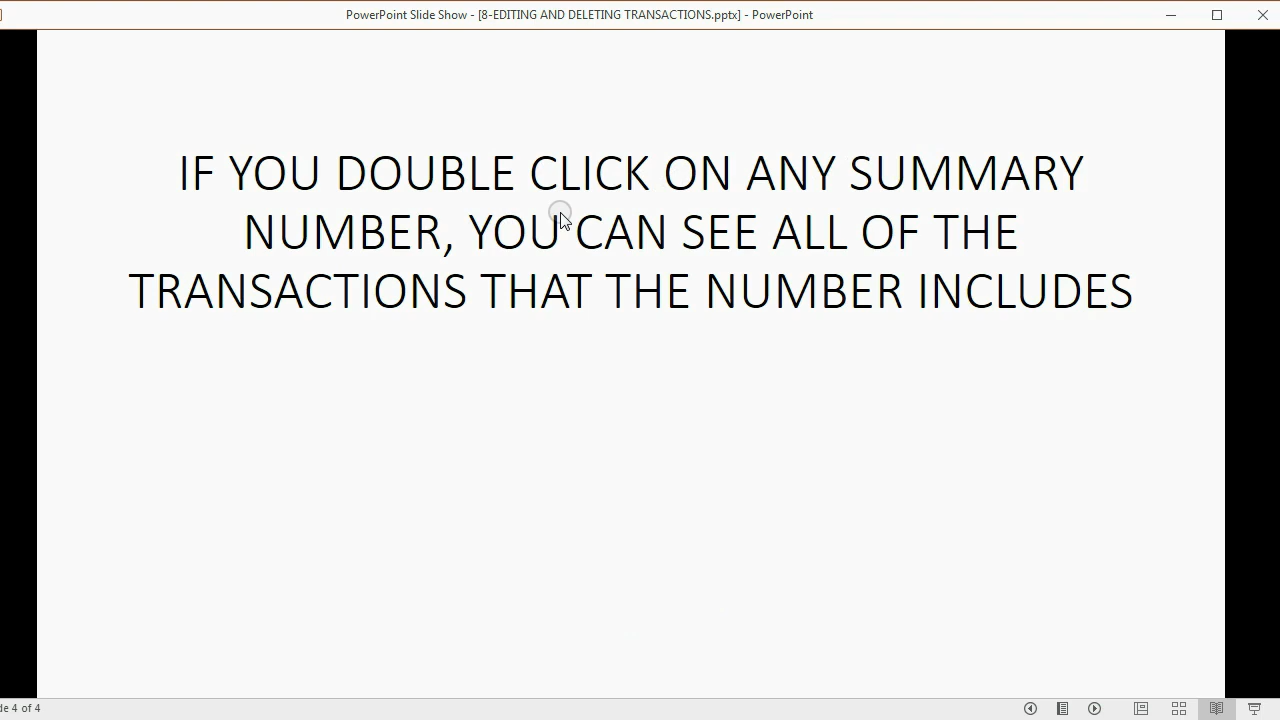 PowerPoint Slide Show - [8-EDITING AND DELETING TRANSACTIONS.pptx] - PowerPoint
IF YOU DOUBLE CLICK ON ANY SUMMARY
NUMBER, YOU CAN SEE ALL OF THE
TRANSACTIONS THAT THE NUMBER INCLUDES
de 4 of 4